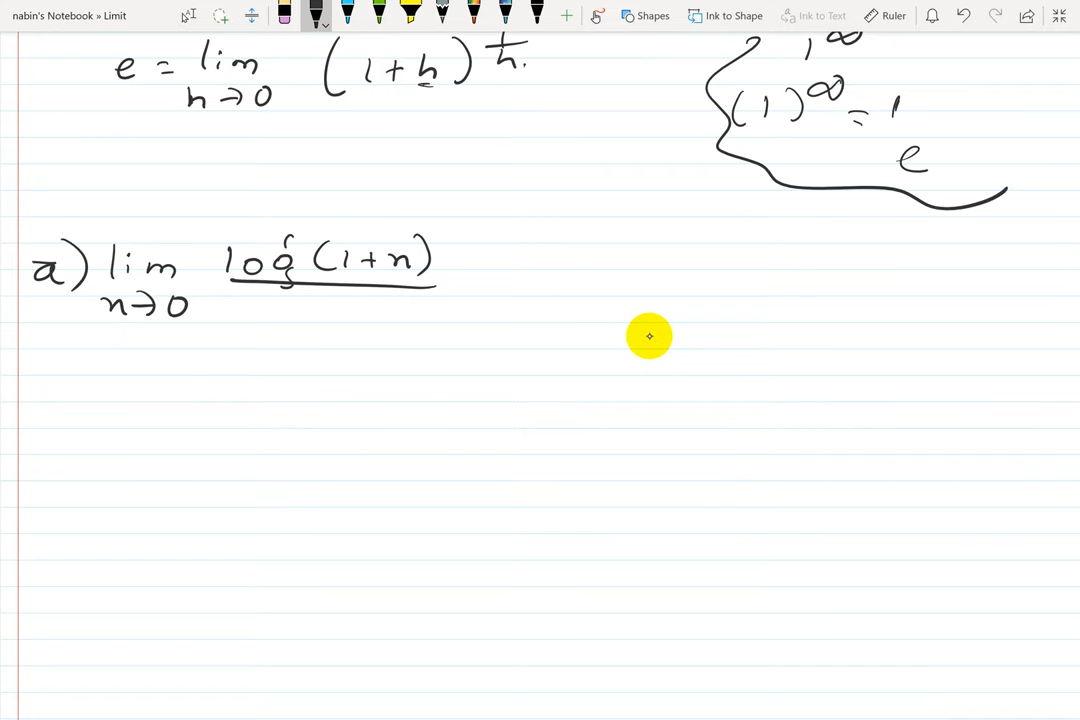 nabin's Notebook » Limit
Shapes
Ink to Shape
Ink to Text
Ruler
e = lim (1+h)^1/h.
h→0
1^∞
(1)^∞ = 1
e
a) lim log(1+n)
n→0